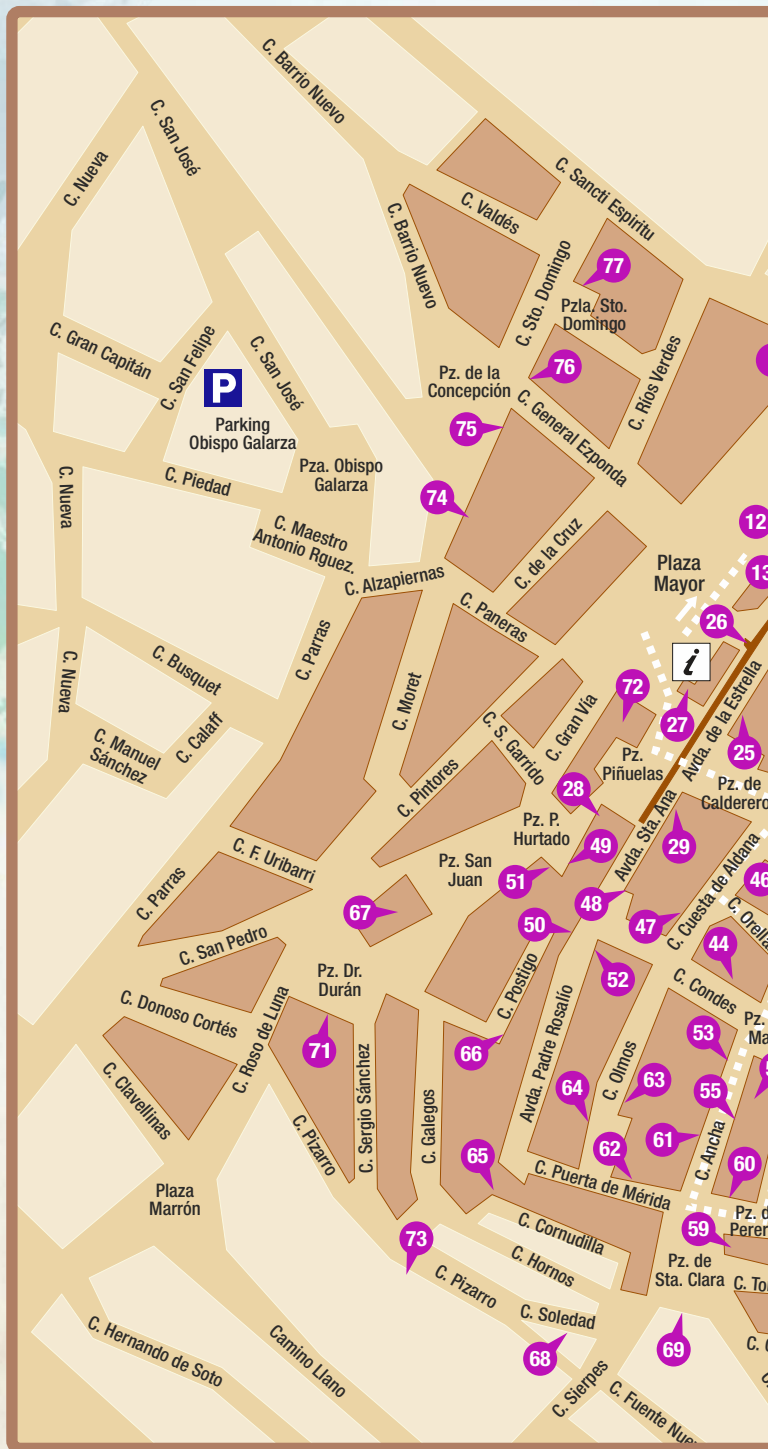 C. Barrio Nuevo
C. San José
C. Nueva
C. Sancti Espiritu
C. Valdés
C. Barrio Nuevo
C. Sto. Domingo
77
Pzla. Sto.
Domingo
C. Gran Capitán
C. San Felipe
C. San José
P
Parking
Obispo Galarza
Pz. de la
Concepción
76
C. Ríos Verdes
75
C. General Ezponda
Pza. Obispo
Galarza
C. Nueva
C. Piedad
74
C. Maestro
Antonio Rguez.
C. de la Cruz
12
Plaza
Mayor
13
C. Alzapiernas
C. Paneras
26
C. Parras
i
C. Nueva
C. Busquet
C. Moret
72
27
Avda. de la Estrella
C. Manuel
Sánchez
C. Calaff
C. S. Garrido
C. Gran Vía
25
Pz.
Piñuelas
C. Pintores
28
Pz. de
Calderero
Pz. P.
Hurtado
Avda. Sta. Ana
49
29
C. F. Uribarri
Pz. San
Juan
51
C. Cuesta de Aldana
46
C. Parras
67
48
50
47
44
C. San Pedro
Pz. Dr.
Durán
C. Postigo
52
C. Condes
C. Donoso Cortés
C. Roso de Luna
Avda. Padre Rosalío
53
Pz.
71
66
C. Olmos
63
C. Clavellinas
C. Sergio Sánchez
C. Galegos
64
55
C. Pizarro
61
C. Ancha
65
62
60
C. Puerta de Mérida
Plaza
Marrón
73
C. Cornudilla
59
C. Hornos
Pz. de
Sta. Clara
C. Pizarro
C. Soledad
68
69
C. Hernando de Soto
Camino Llano
C. Sierpes
C. Fuente Nue